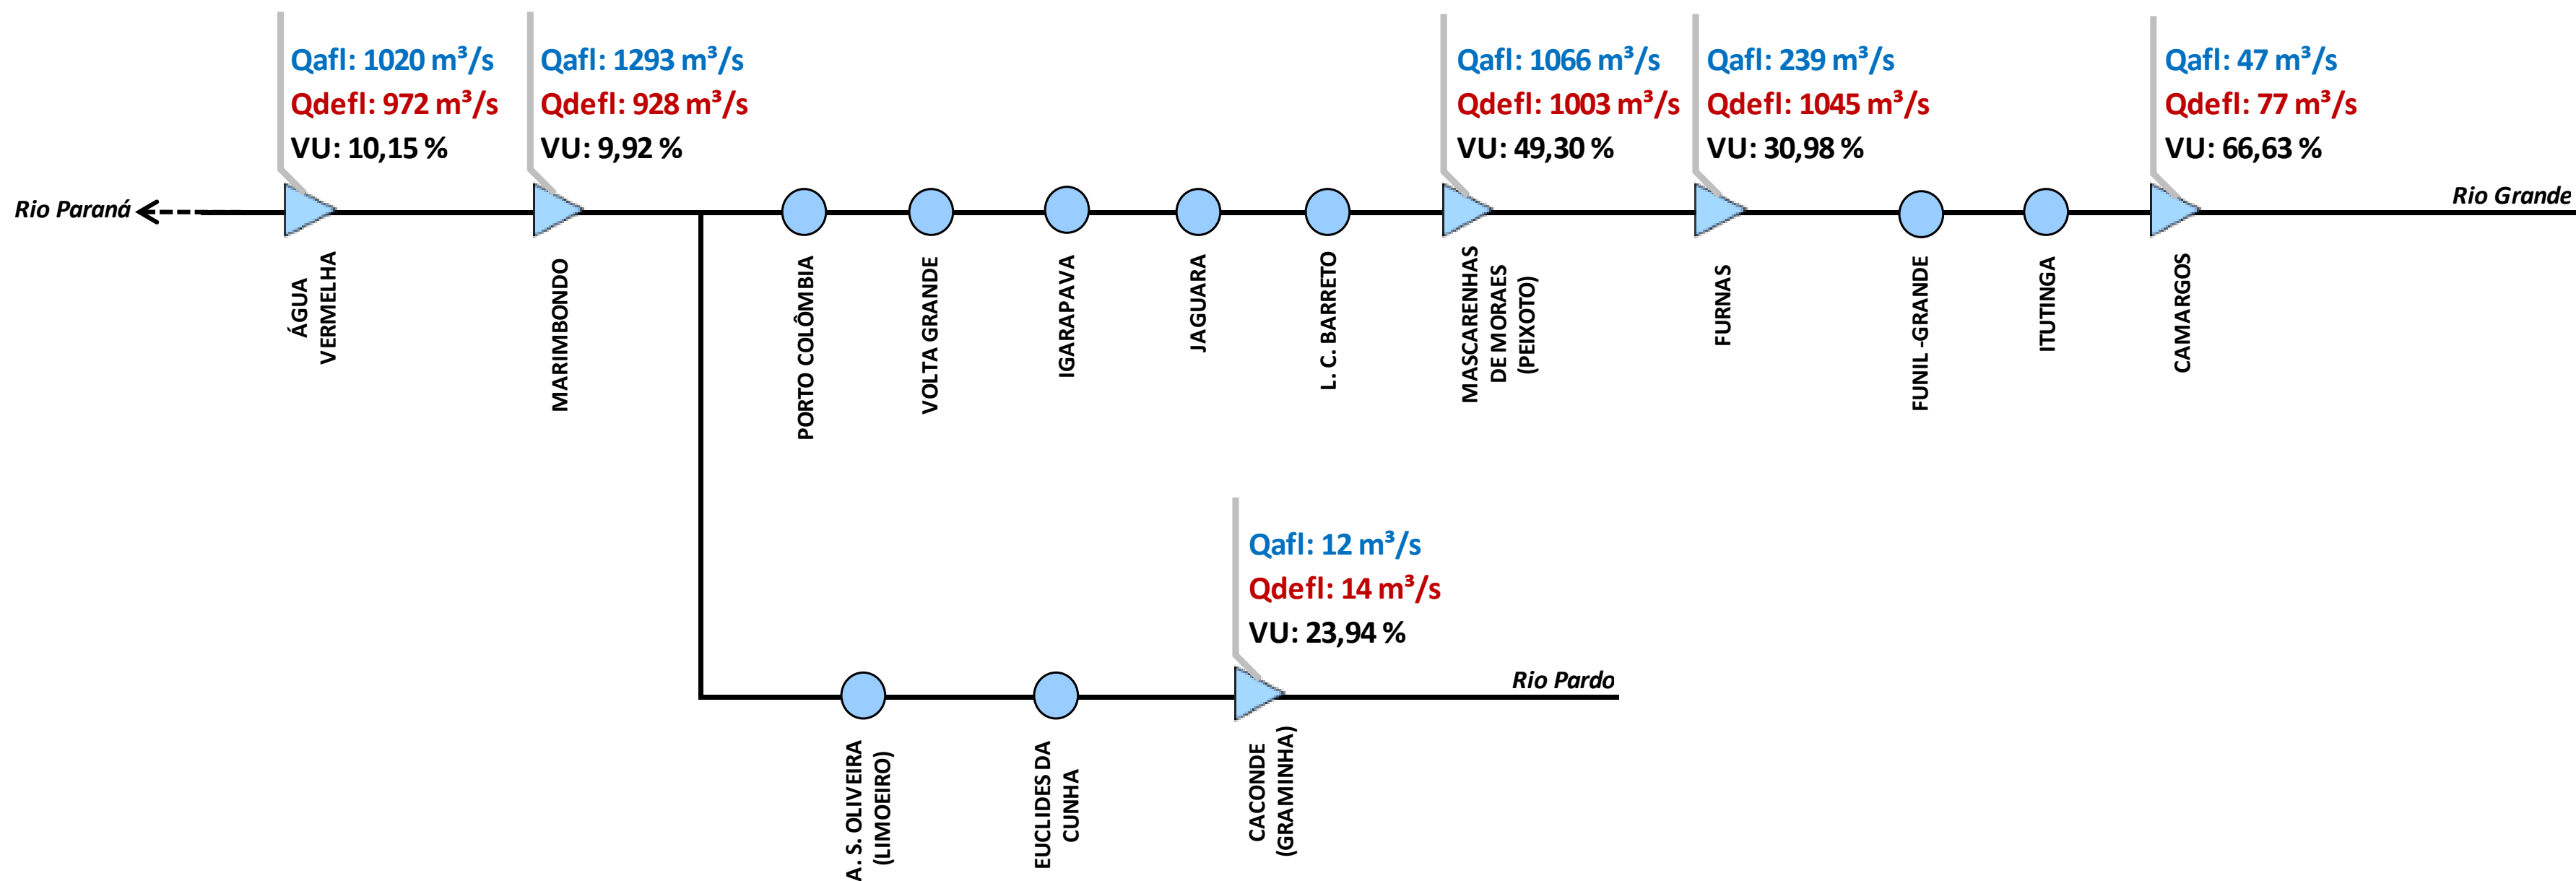 Qafl: 1020 m³/s
Qdefl: 972 m³/s
VU: 10,15 %
Qafl: 1293 m³/s
Qdefl: 928 m³/s
VU: 9,92 %
Qafl: 1066 m³/s
Qdefl: 1003 m³/s
VU: 49,30 %
Qafl: 239 m³/s
Qdefl: 1045 m³/s
VU: 30,98 %
Qafl: 47 m³/s
Qdefl: 77 m³/s
VU: 66,63 %
Rio Paraná
Rio Grande
ÁGUA
VERMELHA
MARIMBONDO
PORTO COLÔMBIA
VOLTA GRANDE
IGARAPAVA
JAGUARA
L. C. BARRETO
MASCARENHAS
DE MORAES
(PEIXOTO)
FURNAS
FUNIL -GRANDE
ITUTINGA
CAMARGOS
Qafl: 12 m³/s
Qdefl: 14 m³/s
VU: 23,94 %
Rio Pardo
A. S. OLIVEIRA
(LIMOEIRO)
EUCLIDES DA
CUNHA
CACONDE
(GRAMINHA)